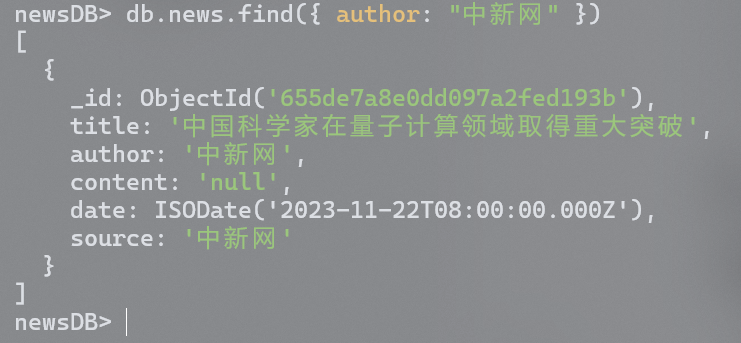 newsDB> db.news.find({ author: "中新网" })
[
  {
    _id: ObjectId('655de7a8e0dd097a2fed193b'),
    title: '中国科学家在量子计算领域取得重大突破',
    author: '中新网',
    content: 'null',
    date: ISODate('2023-11-22T08:00:00.000Z'),
    source: '中新网'
  }
]
newsDB>